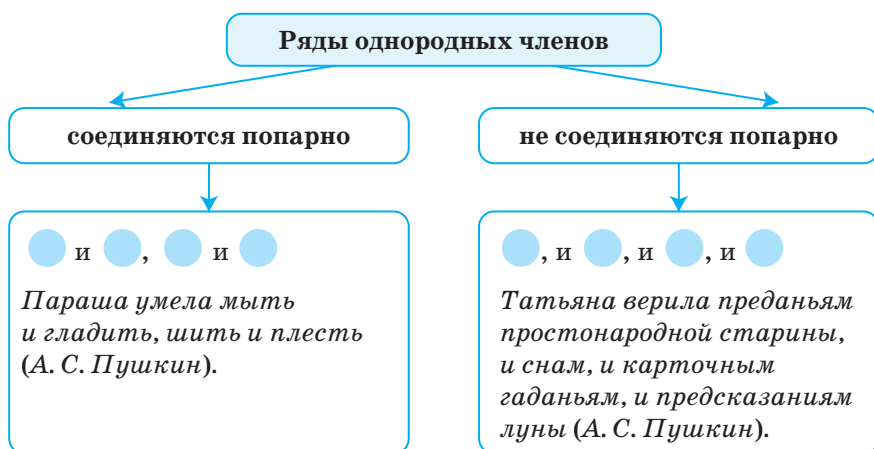 Ряды однородных членов
соединяются попарно
не соединяются попарно
и , и
Параша умела мыть
и гладить, шить и плесть
(А. С. Пушкин).
, и , и , и
Татьяна верила преданьям
простонародной старины,
и снам, и карточным
гаданьям, и предсказаниям
луны (А. С. Пушкин).